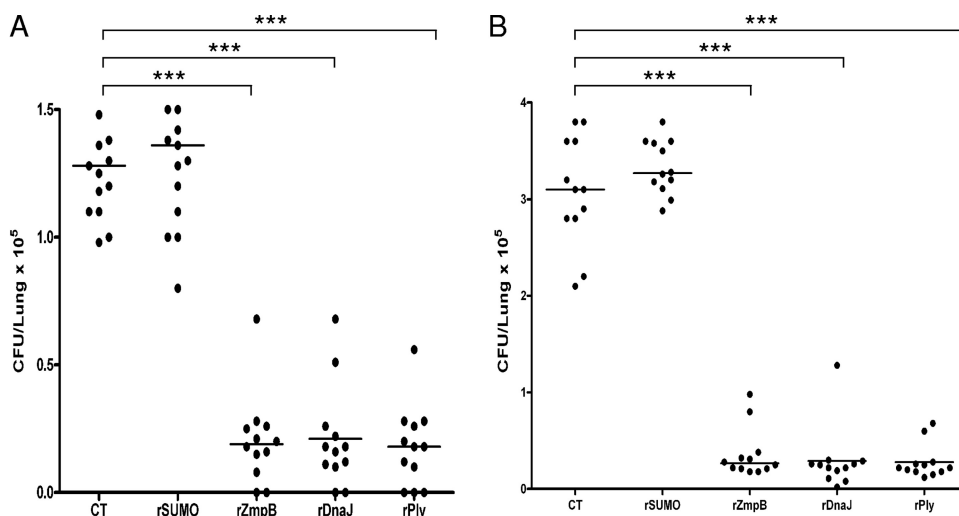 A
***
***
***
1.5
1.0
0.5
0.0
CFU/Lung x 10⁵
CT rSUMO rZmpB rDnaJ rPly
B
***
***
***
4
3
2
1
0
CFU/Lung x 10⁵
CT rSUMO rZmpB rDnaJ rPly